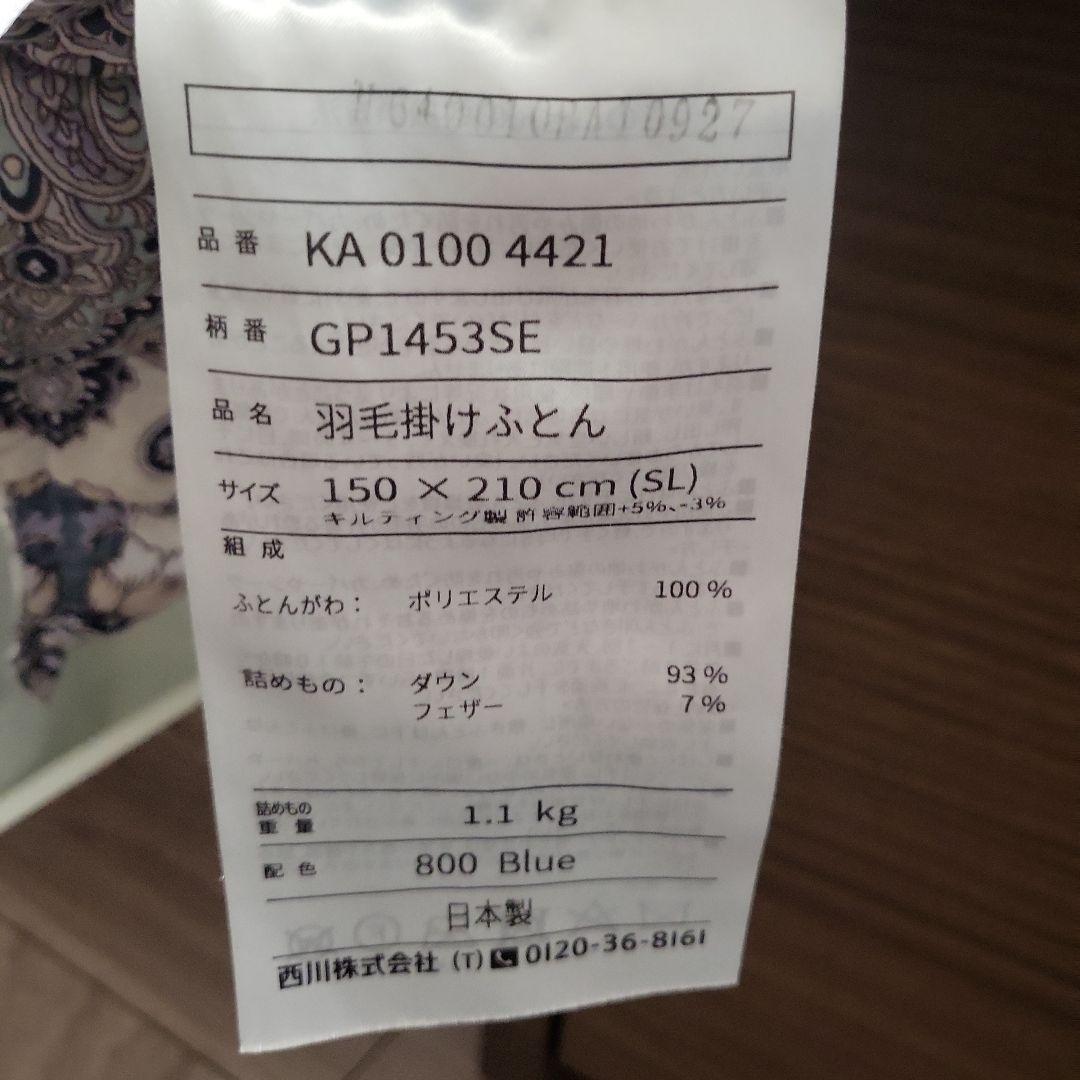 品番 KA 0100 4421
柄番 GP1453SE
品名 羽毛掛けふとん
サイズ 150 × 210 cm (SL)
キルティング製 許容範囲+5%、-3%
組成
ふとんがわ： ポリエステル 100 %
詰めもの： ダウン 93 %
フェザー 7 %
詰めもの
重量 1.1 kg
配色 800 Blue
日本製
西川株式会社 (T) 0120-36-8161